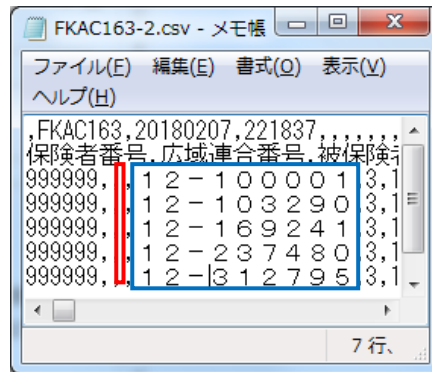 FKAC163-2.csv - メモ帳
ファイル(F) 編集(E) 書式(O) 表示(V)
ヘルプ(H)
,FKAC163,20180207,221837,,,,,,,
保険者番号,広域連合番号,被保険
999999,,１２－１００００１,3,1
999999,,１２－１０３２９０,3,1
999999,,１２－１６９２４１,3,1
999999,,１２－２３７４８０,3,1
999999,,１２－３１２７９５,3,1
7 行、